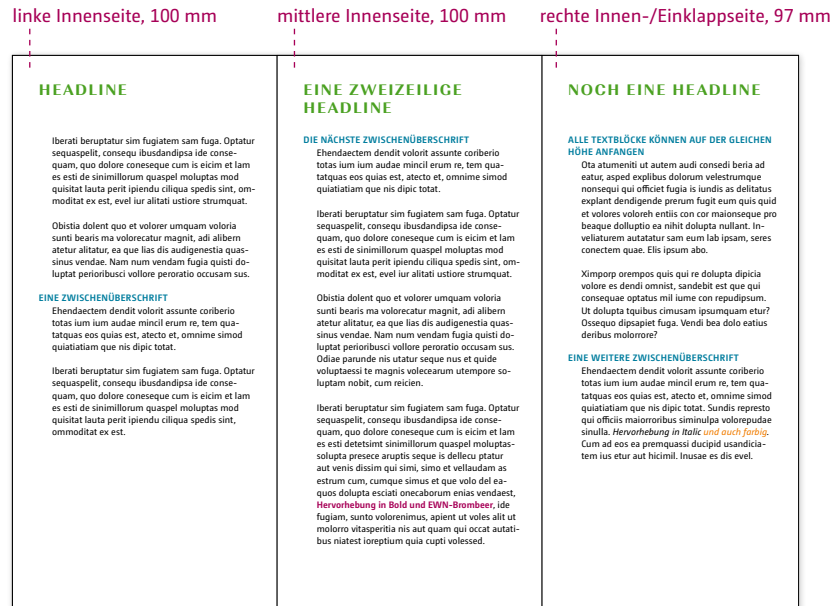 linke Innenseite, 100 mm
mittlere Innenseite, 100 mm
rechte Innen-/Einklappseite, 97 mm
HEADLINE
Iberati beruptatur sim fugiatem sam fuga. Optatur
sequaspelit, consequ ibusdandipsa ide conse-
quam, quo dolore coneseque cum is eicim et lam
es esti de sinimillorum quaspel moluptas mod
quisitat lauta perit ipiendu ciliqua spedis sint, om-
moditat ex est, evel iur alitati ustiore strumquat.
Obistia dolent quo et volorer umquam voloria
sunti bearis ma volorecatur magnit, adi alibern
atetur alitatur, ea que lias dis audigenestia quas-
sinus vendae. Nam num vendam fugia quisti do-
luptat perioribusci vollore peroratio occusam sus.
EINE ZWISCHENÜBERSCHRIFT
Ehendaectem dendit volorit assunte coriberio
totas ium ium audae mincil erum re, tem qua-
tatquas eos quias est, atecto et, omnime simod
quiatiatiam que nis dipic totat.
Iberati beruptatur sim fugiatem sam fuga. Optatur
sequaspelit, consequ ibusdandipsa ide conse-
quam, quo dolore coneseque cum is eicim et lam
es esti de sinimillorum quaspel moluptas mod
quisitat lauta perit ipiendu ciliqua spedis sint,
ommoditat ex est.
EINE ZWEIZEILIGE
HEADLINE
DIE NÄCHSTE ZWISCHENÜBERSCHRIFT
Ehendaectem dendit volorit assunte coriberio
totas ium ium audae mincil erum re, tem qua-
tatquas eos quias est, atecto et, omnime simod
quiatiatiam que nis dipic totat.
Iberati beruptatur sim fugiatem sam fuga. Optatur
sequaspelit, consequ ibusdandipsa ide conse-
quam, quo dolore coneseque cum is eicim et lam
es esti de sinimillorum quaspel moluptas mod
quisitat lauta perit ipiendu ciliqua spedis sint, om-
moditat ex est, evel iur alitati ustiore strumquat.
Obistia dolent quo et volorer umquam voloria
sunti bearis ma volorecatur magnit, adi alibern
atetur alitatur, ea que lias dis audigenestia quas-
sinus vendae. Nam num vendam fugia quisti do-
luptat perioribusci vollore peroratio occusam sus.
Odiae parunde nis utatur seque nus et quide
voluptaessi te magnis volecearum utempore so-
luptam nobit, cum reicien.
Iberati beruptatur sim fugiatem sam fuga. Optatur
sequaspelit, consequ ibusdandipsa ide conse-
quam, quo dolore coneseque cum is eicim et lam
es esti detetsimt sinimillorum quaspel moluptas-
solupta presece aruptis seque is dellecu ptatur
aut venis dissim qui simi, simo et vellaudam as
estrum cum, cumque simus et que volo del ea-
quos dolupta esciati onecaborum enias vendaest,
Hervorhebung in Bold und EWN-Brombeer, ide
fugiam, sunto volorenimus, apient ut voles alit ut
molorro vitasperitia nis aut quam qui occat autati-
bus niatest ioreptium quia cupti volessed.
NOCH EINE HEADLINE
ALLE TEXTBLÖCKE KÖNNEN AUF DER GLEICHEN
HÖHE ANFANGEN
Ota atumeniti ut autem audi consedi beria ad
eatur, asped explibus dolorum velestrumque
nonsequi qui officiet fugia is iundis as delitatus
explant dendigende prerum fugit eum quis quid
et volores voloreh entiis con cor maionseque pro
beaque dolluptio ea nihit dolupta nullant. In-
veliaturem autatatur sam eum lab ipsam, seres
conectem quae. Elis ipsum abo.
Ximporp orempos quis qui re dolupta dipicia
volore es dendi omnist, sandebit est que qui
consequae optatus mil iume con repudipsum.
Ut dolupta tquibus cimusam ipsumquam etur?
Ossequo dipsapiet fuga. Vendi bea dolo eatius
deribus molorrore?
EINE WEITERE ZWISCHENÜBERSCHRIFT
Ehendaectem dendit volorit assunte coriberio
totas ium ium audae mincil erum re, tem qua-
tatquas eos quias est, atecto et, omnime simod
quiatiatiam que nis dipic totat. Sundis represto
qui officiis maiorroribus siminulpa volorepudae
sinulla. Hervorhebung in Italic und auch farbig.
Cum ad eos ea premquassi ducipid usandicia-
tem ius etur aut hicimil. Inusae es dis evel.